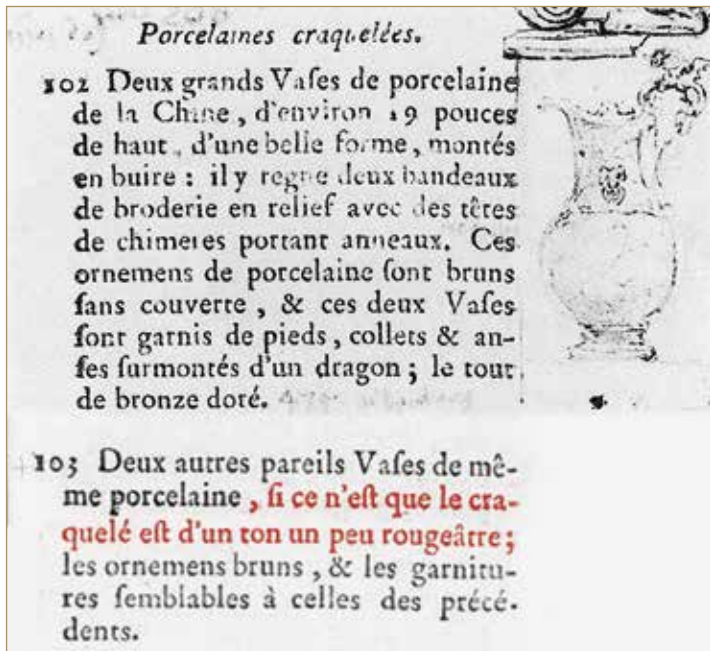 Porcelaines craquelées.
102 Deux grands Vaſes de porcelaine
de la Chine, d'environ 19 pouces
de haut, d'une belle forme, montés
en buire : il y regne deux bandeaux
de broderie en relief avec des têtes
de chimeres portant anneaux. Ces
ornemens de porcelaine ſont bruns
ſans couverte, & ces deux Vaſes
ſont garnis de pieds, collets & an-
ſes ſurmontés d'un dragon ; le tout
de bronze doré.
103 Deux autres pareils Vaſes de mê-
me porcelaine, ſi ce n'eſt que le cra-
quelé eſt d'un ton un peu rougeâtre ;
les ornemens bruns, & les garnitu-
res ſemblables à celles des précé-
dents.